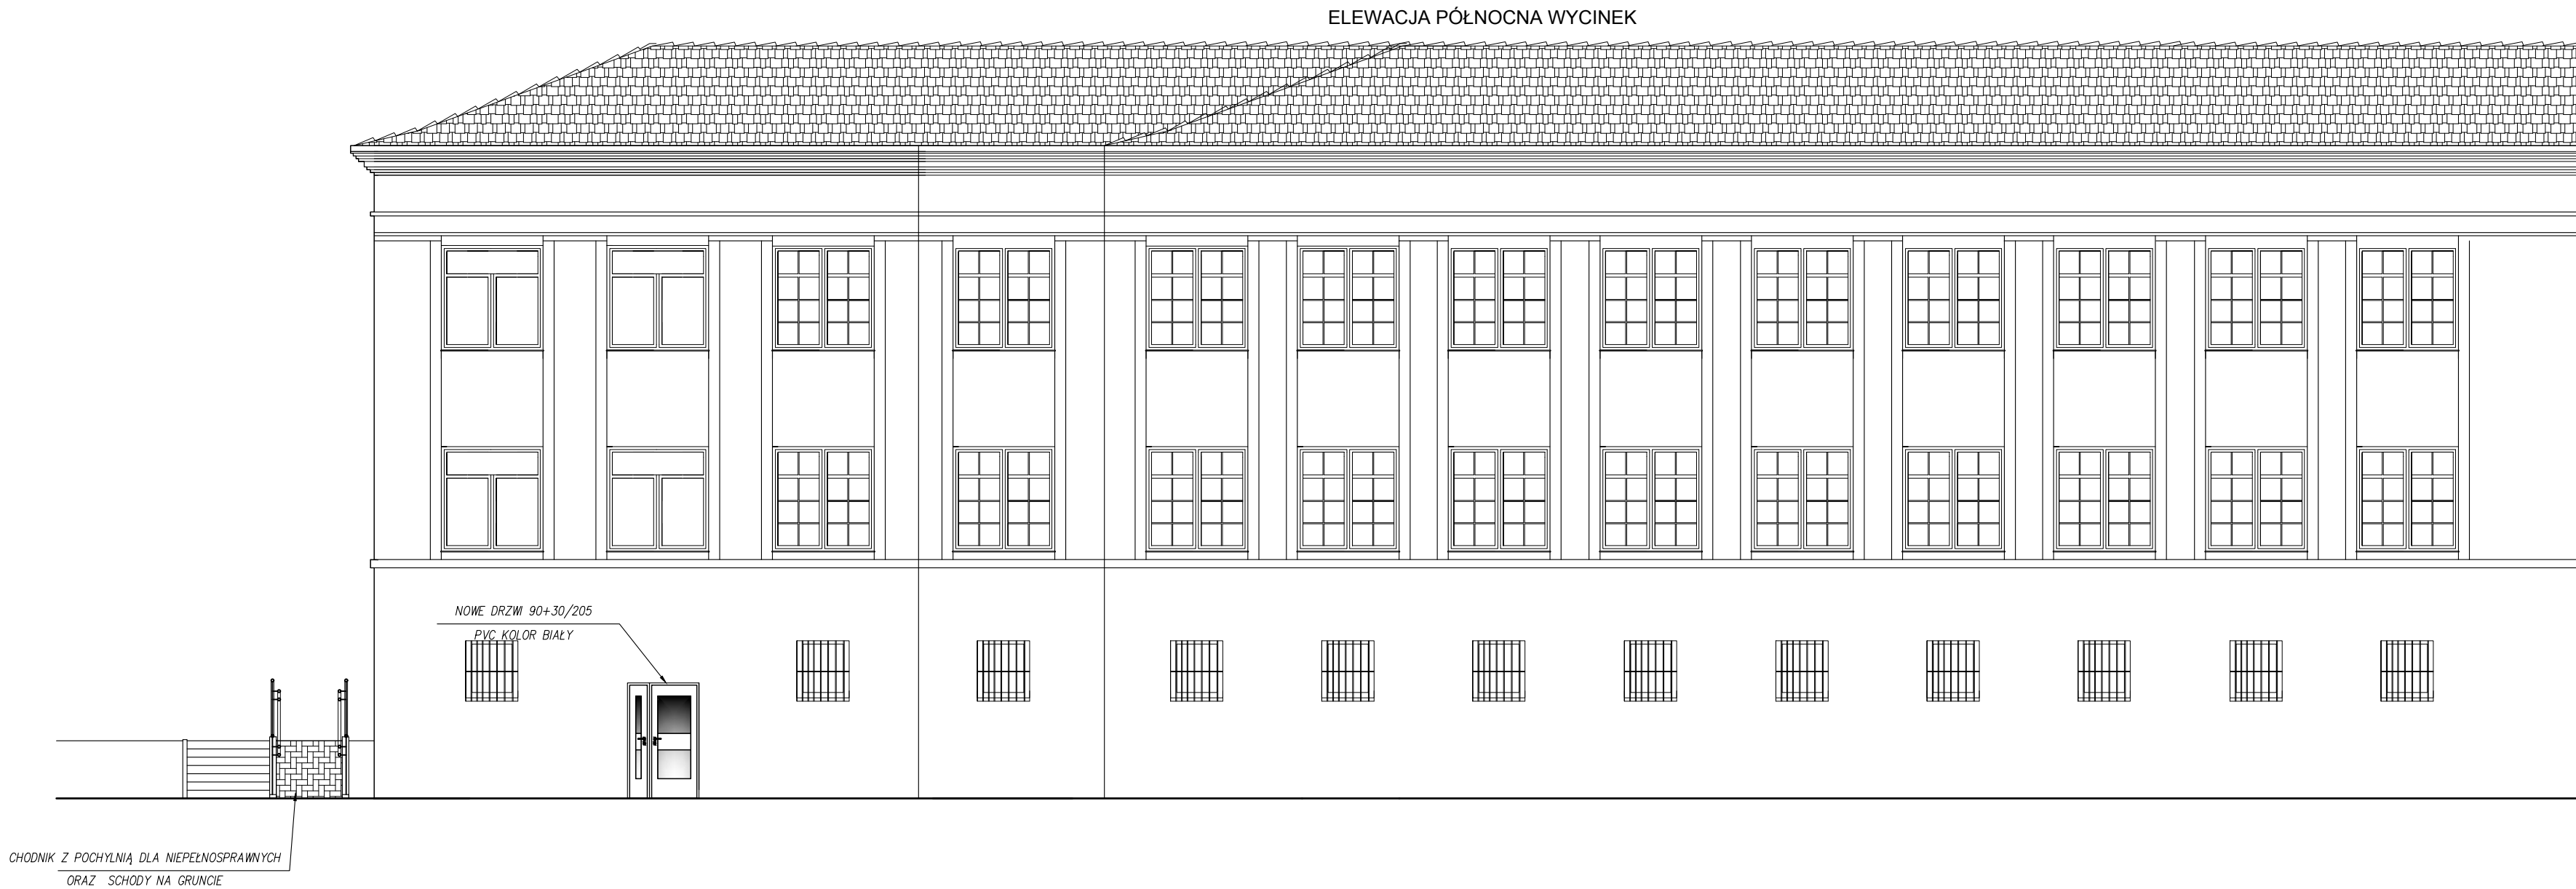 ELEWACJA PÓŁNOCNA WYCINEK
NOWE DRZWI 90+30/205
PVC KOLOR BIAŁY
CHODNIK Z POCHYLNIĄ DLA NIEPEŁNOSPRAWNYCH
ORAZ SCHODY NA GRUNCIE